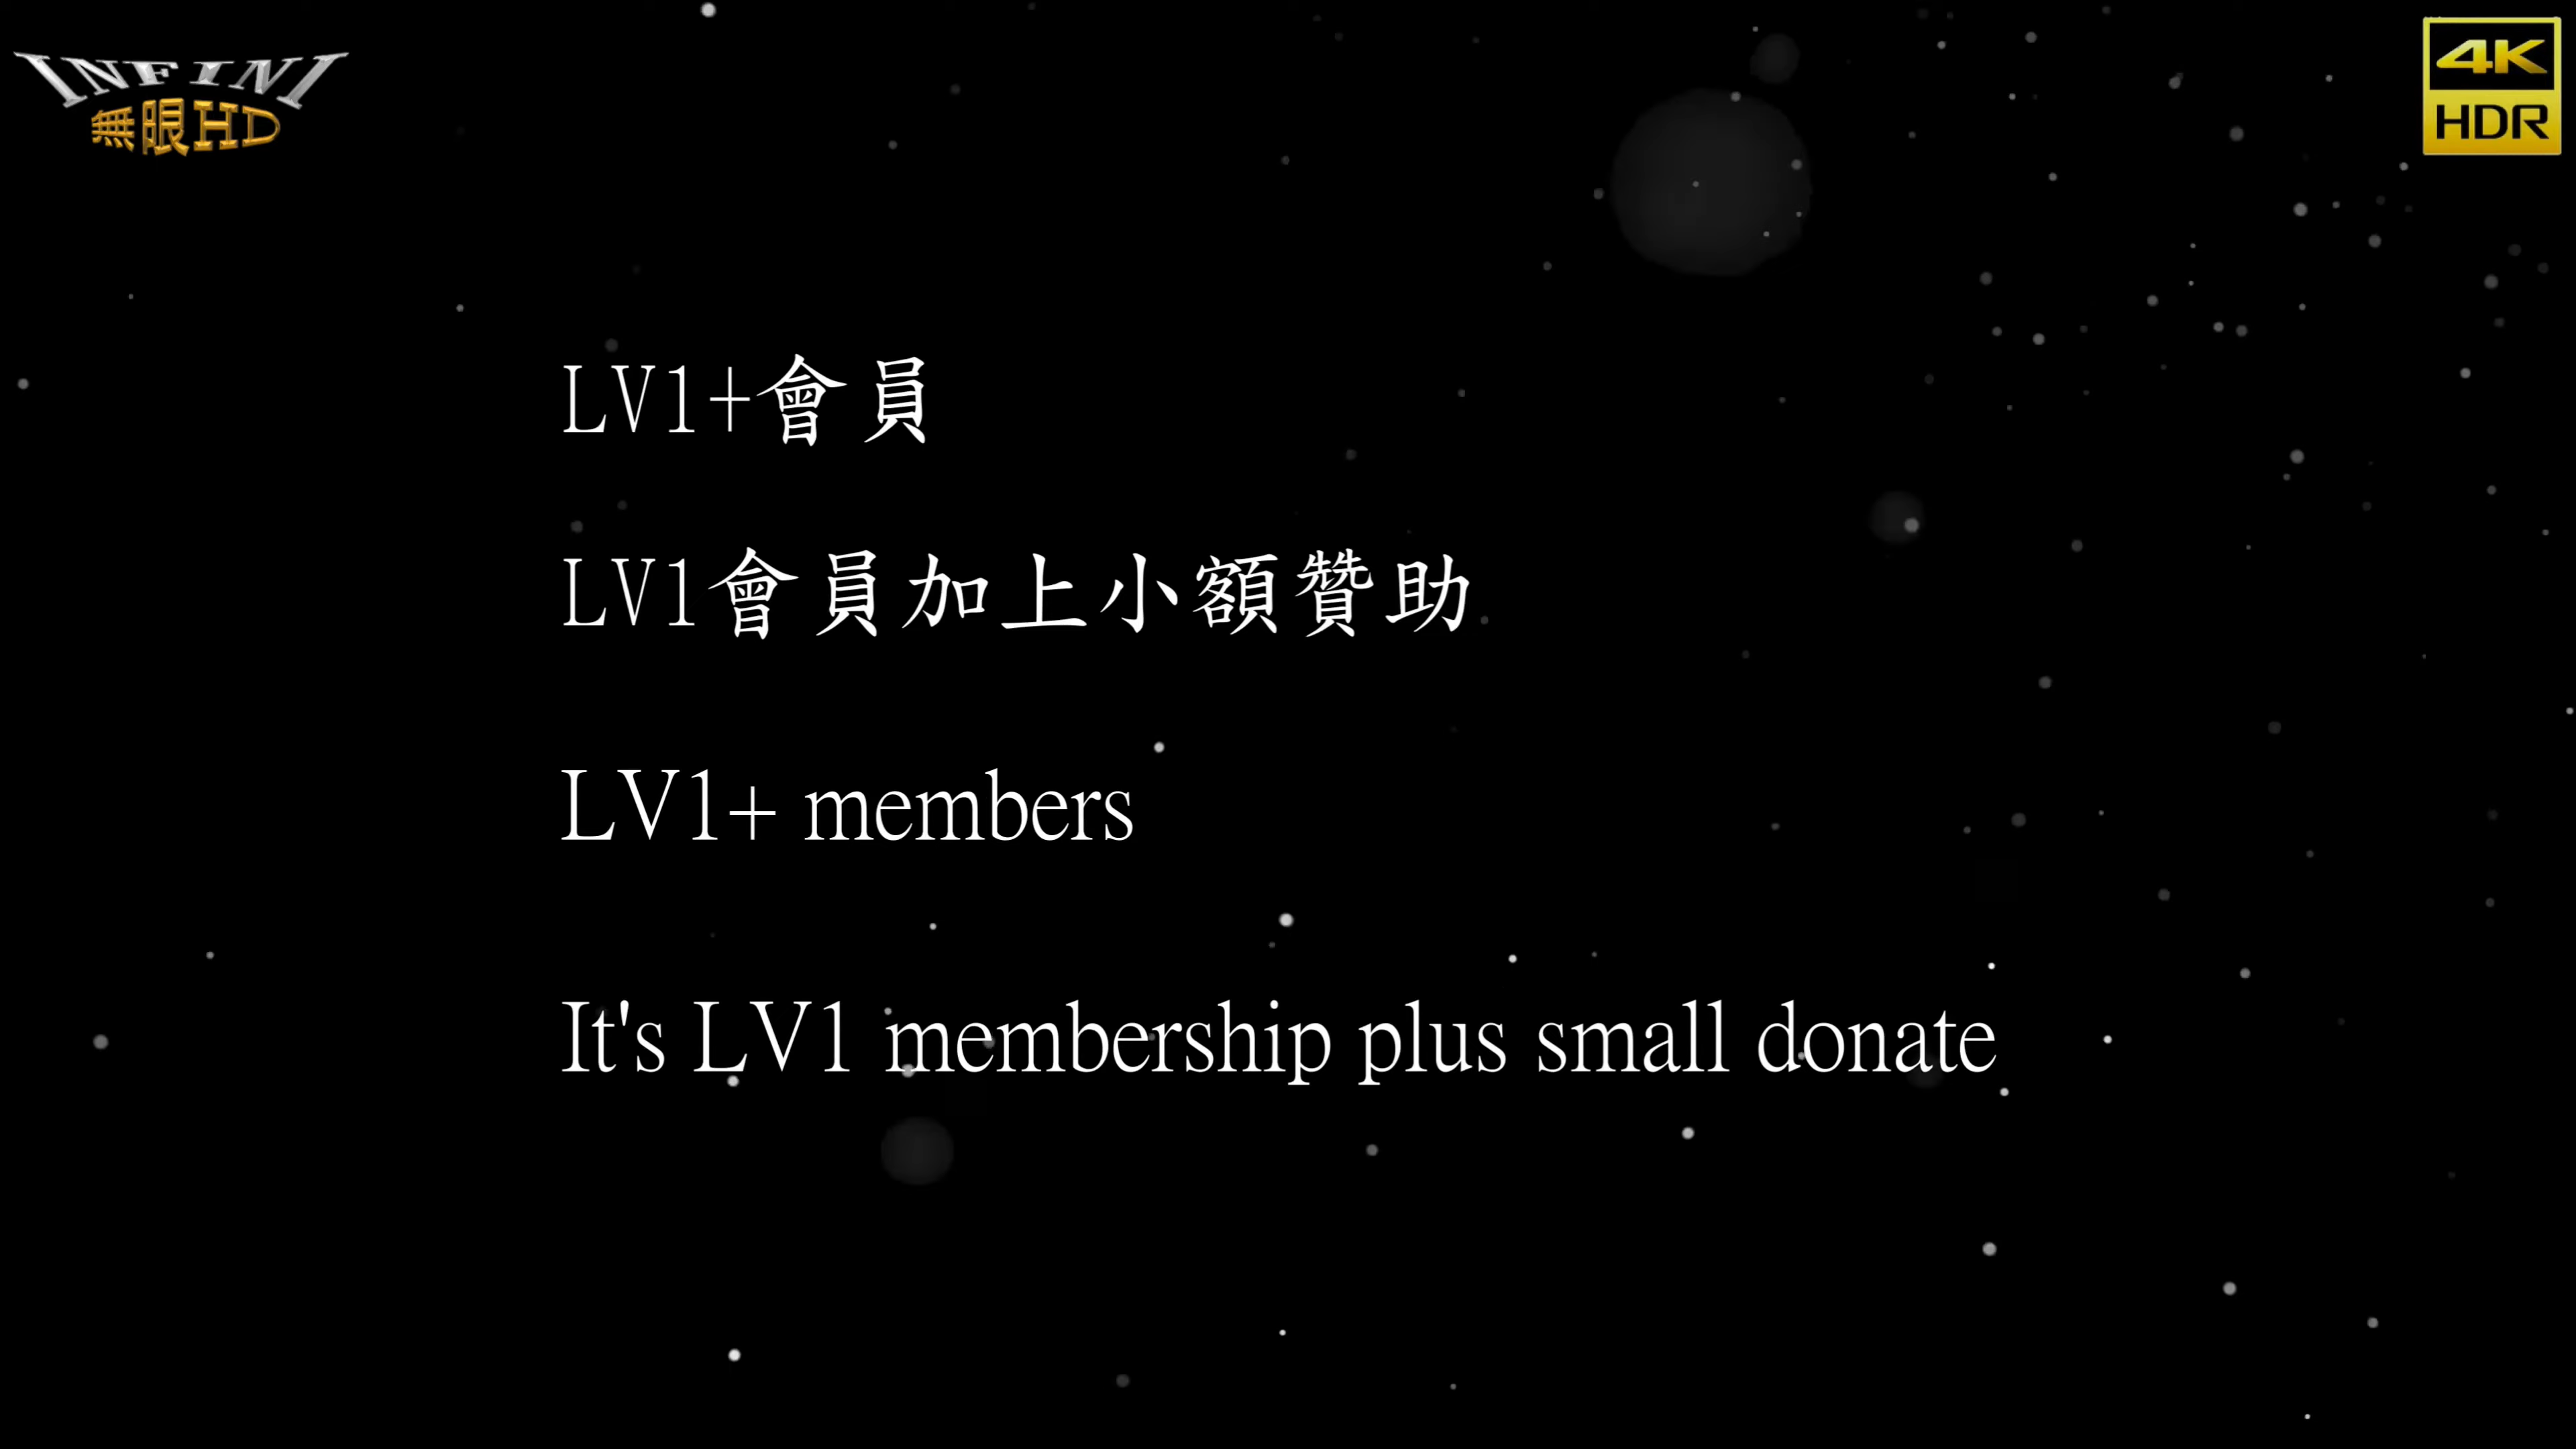 INFINI
無限HD
4K
HDR
LV1+會員
LV1會員加上小額贊助
LV1+ members
It's LV1 membership plus small donate